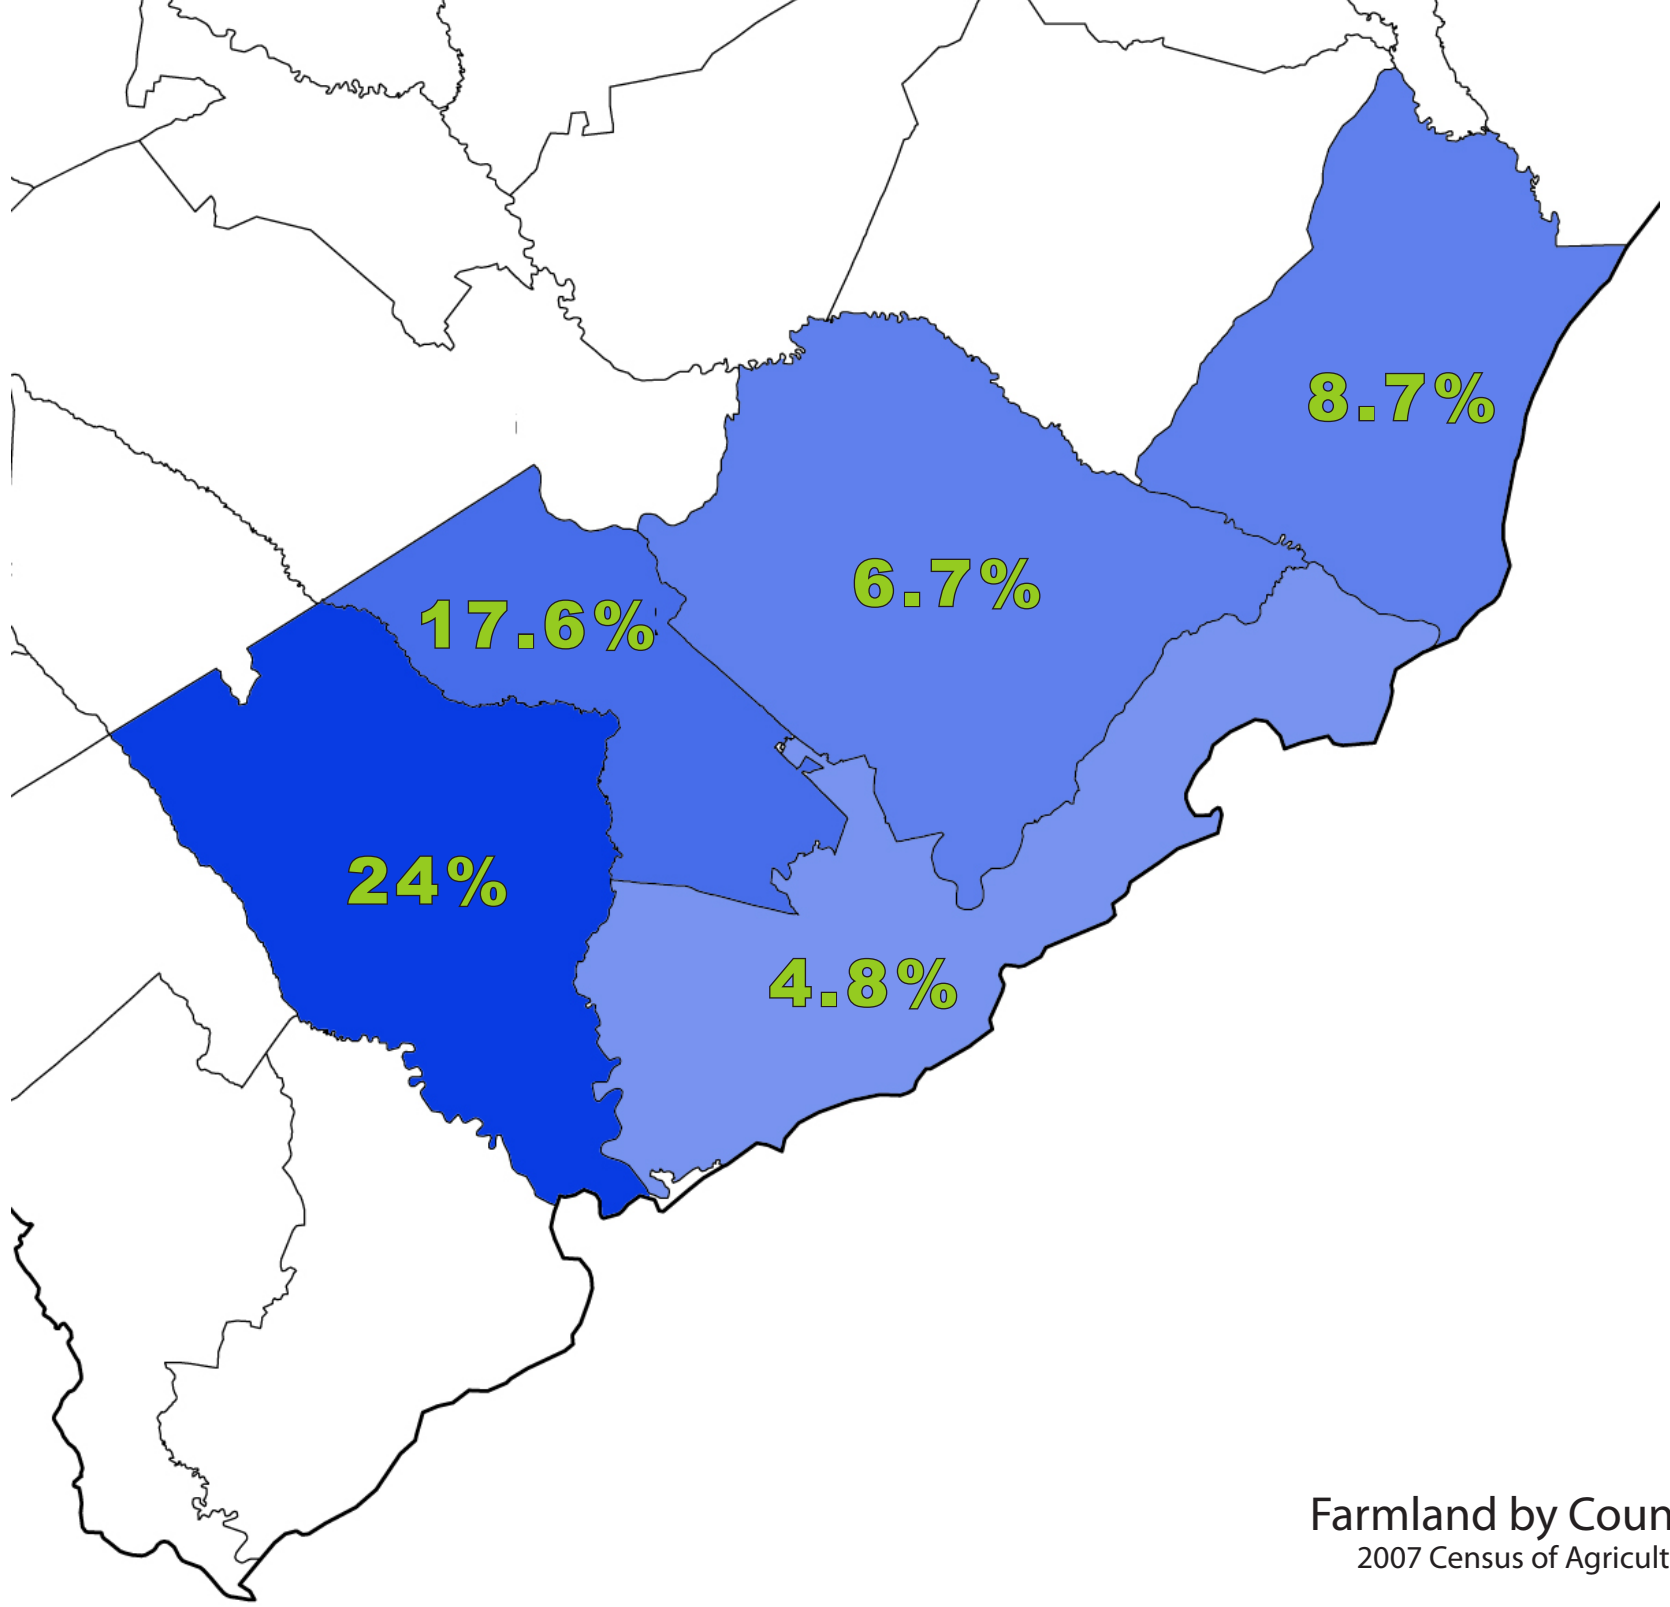 8.7%
6.7%
17.6%
24%
4.8%
Farmland by Coun
2007 Census of Agricult